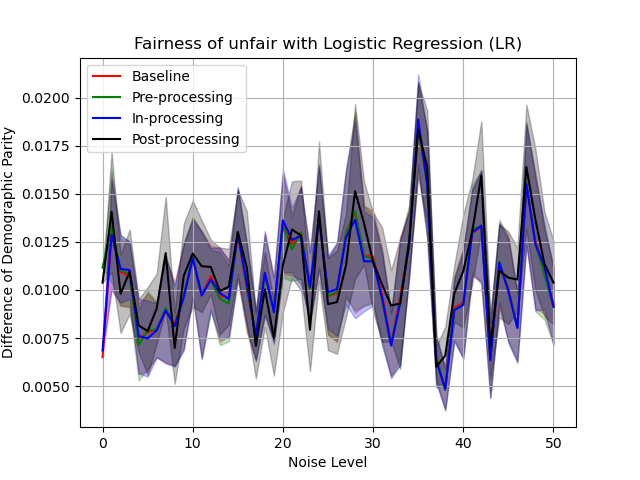 Fairness of unfair with Logistic Regression (LR)
Baseline
Pre-processing
In-processing
Post-processing
Difference of Demographic Parity
0.0200
0.0175
0.0150
0.0125
0.0100
0.0075
0.0050
0 10 20 30 40 50
Noise Level